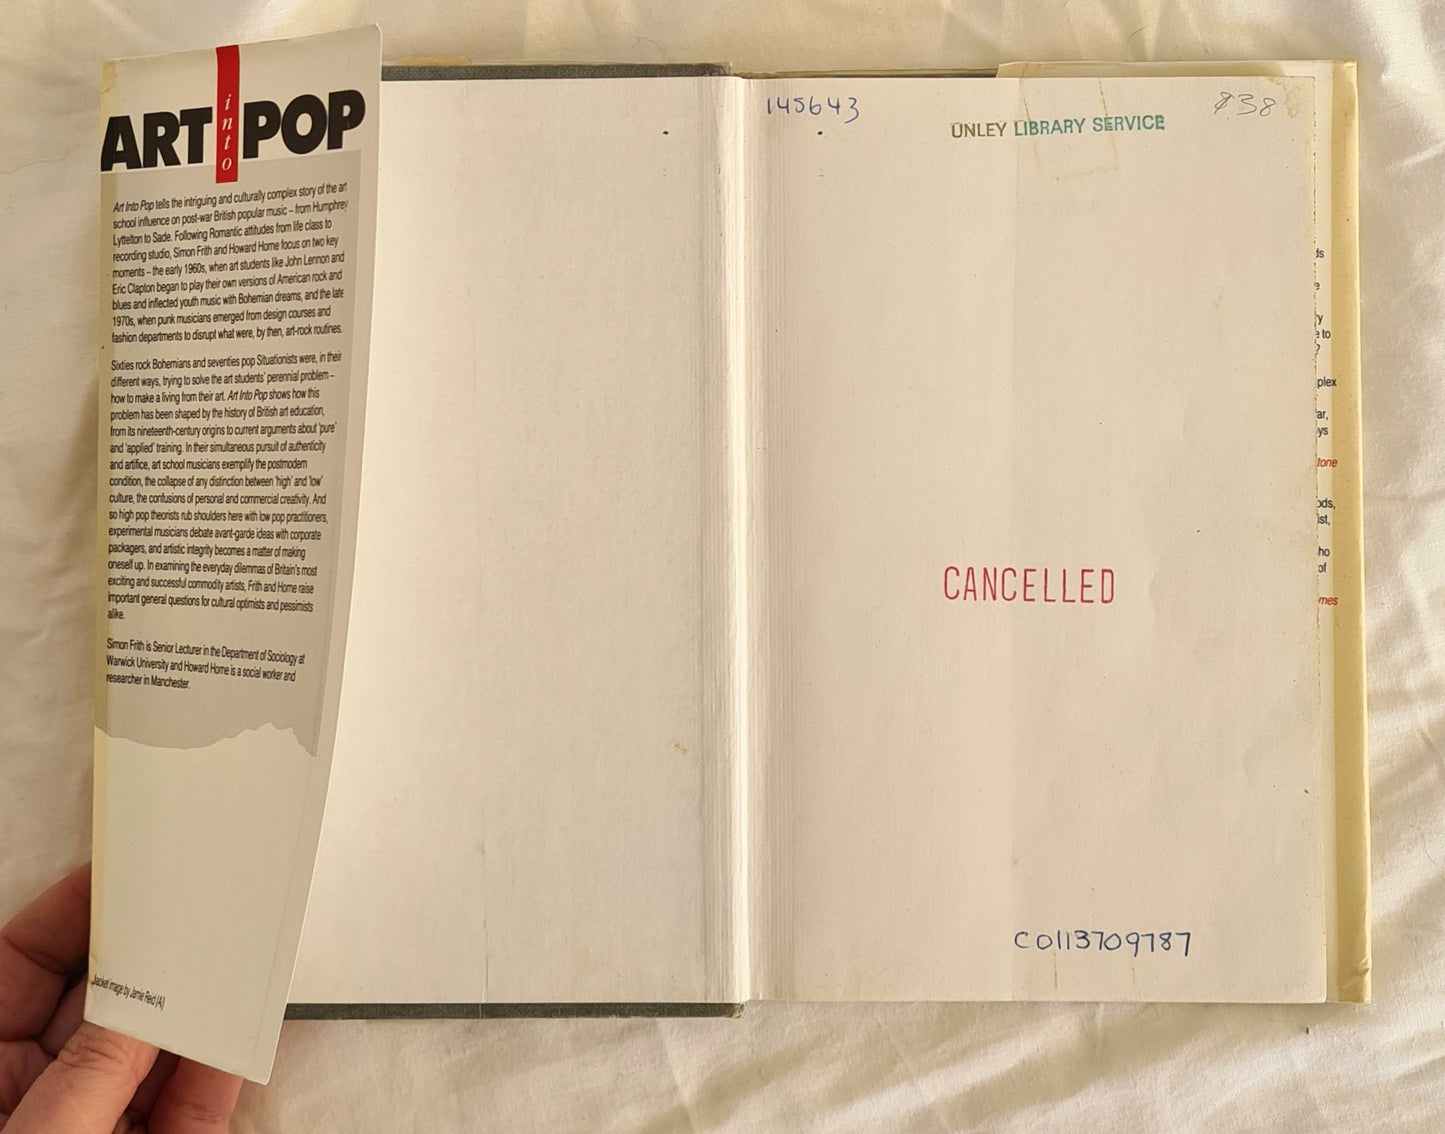 ART into POP
Art Into Pop tells the intriguing and culturally complex story of the art
school influence on post-war British popular music – from Humphrey
Lyttelton to Sade. Following Romantic attitudes from life class to
recording studio, Simon Frith and Howard Horne focus on two key
moments – the early 1960s, when art students like John Lennon and
Eric Clapton began to play their own versions of American rock and
blues and inflected youth music with Bohemian dreams, and the late
1970s, when punk musicians emerged from design courses and
fashion departments to disrupt what were, by then, art-rock routines.
Sixties rock Bohemians and seventies pop Situationists were, in their
different ways, trying to solve the art students' perennial problem –
how to make a living from their art. Art Into Pop shows how this
problem has been shaped by the history of British art education,
from its nineteenth-century origins to current arguments about 'pure'
and 'applied' training. In their simultaneous pursuit of authenticity
and artifice, art school musicians exemplify the postmodern
condition, the collapse of any distinction between 'high' and 'low'
culture, the confusions of personal and commercial creativity. And
so high pop theorists rub shoulders here with low pop practitioners,
experimental musicians debate avant-garde ideas with corporate
packagers, and artistic integrity becomes a matter of making
oneself up. In examining the everyday dilemmas of Britain's most
exciting and successful commodity artists, Frith and Horne raise
important general questions for cultural optimists and pessimists
alike.
Simon Frith is Senior Lecturer in the Department of Sociology at
Warwick University and Howard Horne is a social worker and
researcher in Manchester.
Jacket image by Jamie Reid (A)
145643
UNLEY LIBRARY SERVICE
$38
CANCELLED
C0113709787
ds
e
ry
e to
?
plex
ar,
ys
tone
ods,
ist,
ho
of
mes